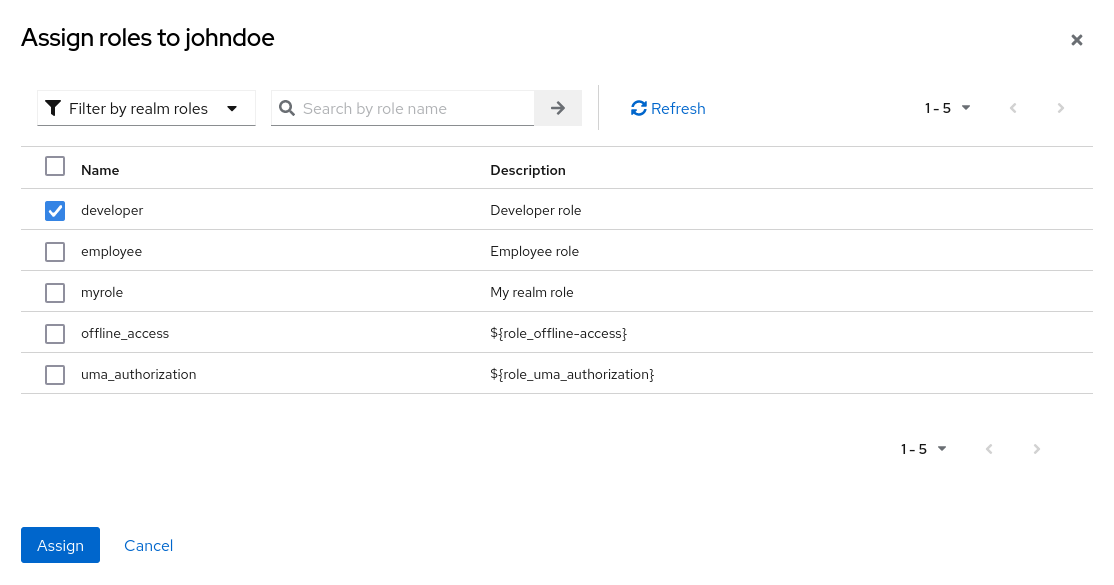 Assign roles to johndoe
Filter by realm roles
Search by role name
Refresh
1 - 5
Name Description
developer Developer role
employee Employee role
myrole My realm role
offline_access ${role_offline-access}
uma_authorization ${role_uma_authorization}
1 - 5
Assign Cancel